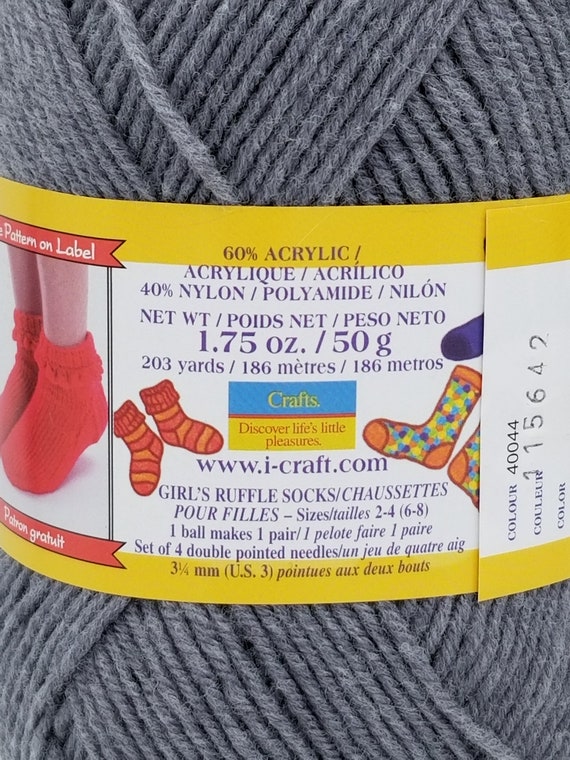 e Pattern on Label
60% ACRYLIC /
ACRYLIQUE / ACRÍLICO
40% NYLON / POLYAMIDE / NILÓN
NET WT / POIDS NET / PESO NETO
1.75 oz. / 50 g
203 yards / 186 mètres / 186 metros
Crafts.
Discover life's little
pleasures.
www.i-craft.com
GIRL'S RUFFLE SOCKS/CHAUSSETTES
POUR FILLES – Sizes/tailles 2-4 (6-8)
1 ball makes 1 pair/1 pelote faire 1 paire
Set of 4 double pointed needles/un jeu de quatre aig
3¼ mm (U.S. 3) pointues aux deux bouts
Patron gratuit
COLOUR 40044
COULEUR 115642
COLOR